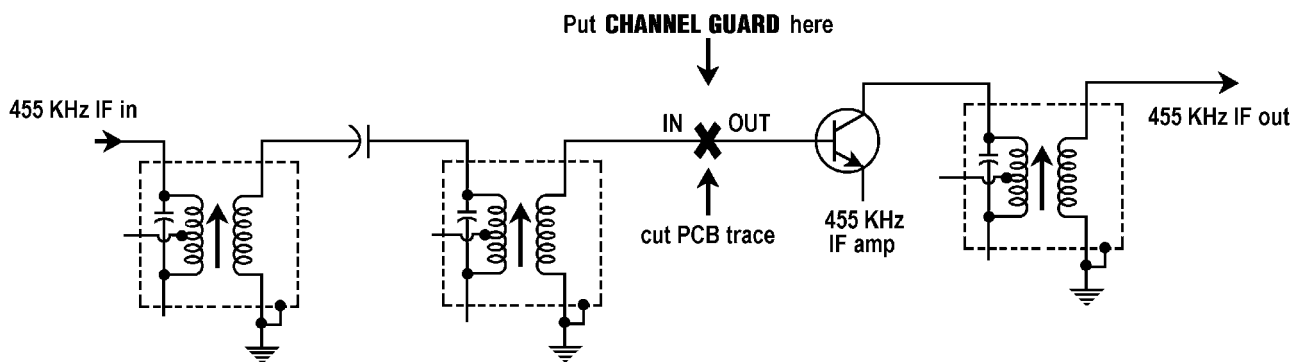 Put CHANNEL GUARD here
455 KHz IF in
IN
OUT
455 KHz IF out
cut PCB trace
455 KHz
IF amp